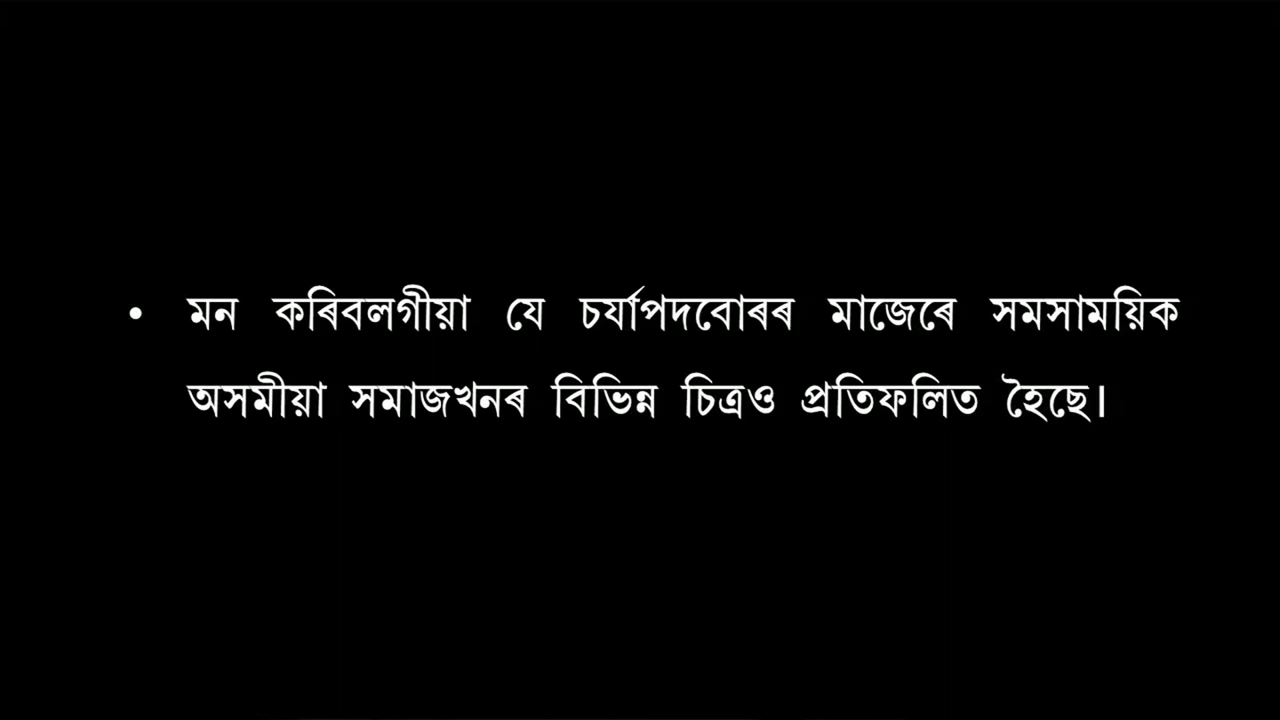 • মন কৰিবলগীয়া যে চৰ্যাপদবোৰৰ মাজেৰে সমসাময়িক
অসমীয়া সমাজখনৰ বিভিন্ন চিত্ৰও প্ৰতিফলিত হৈছে।